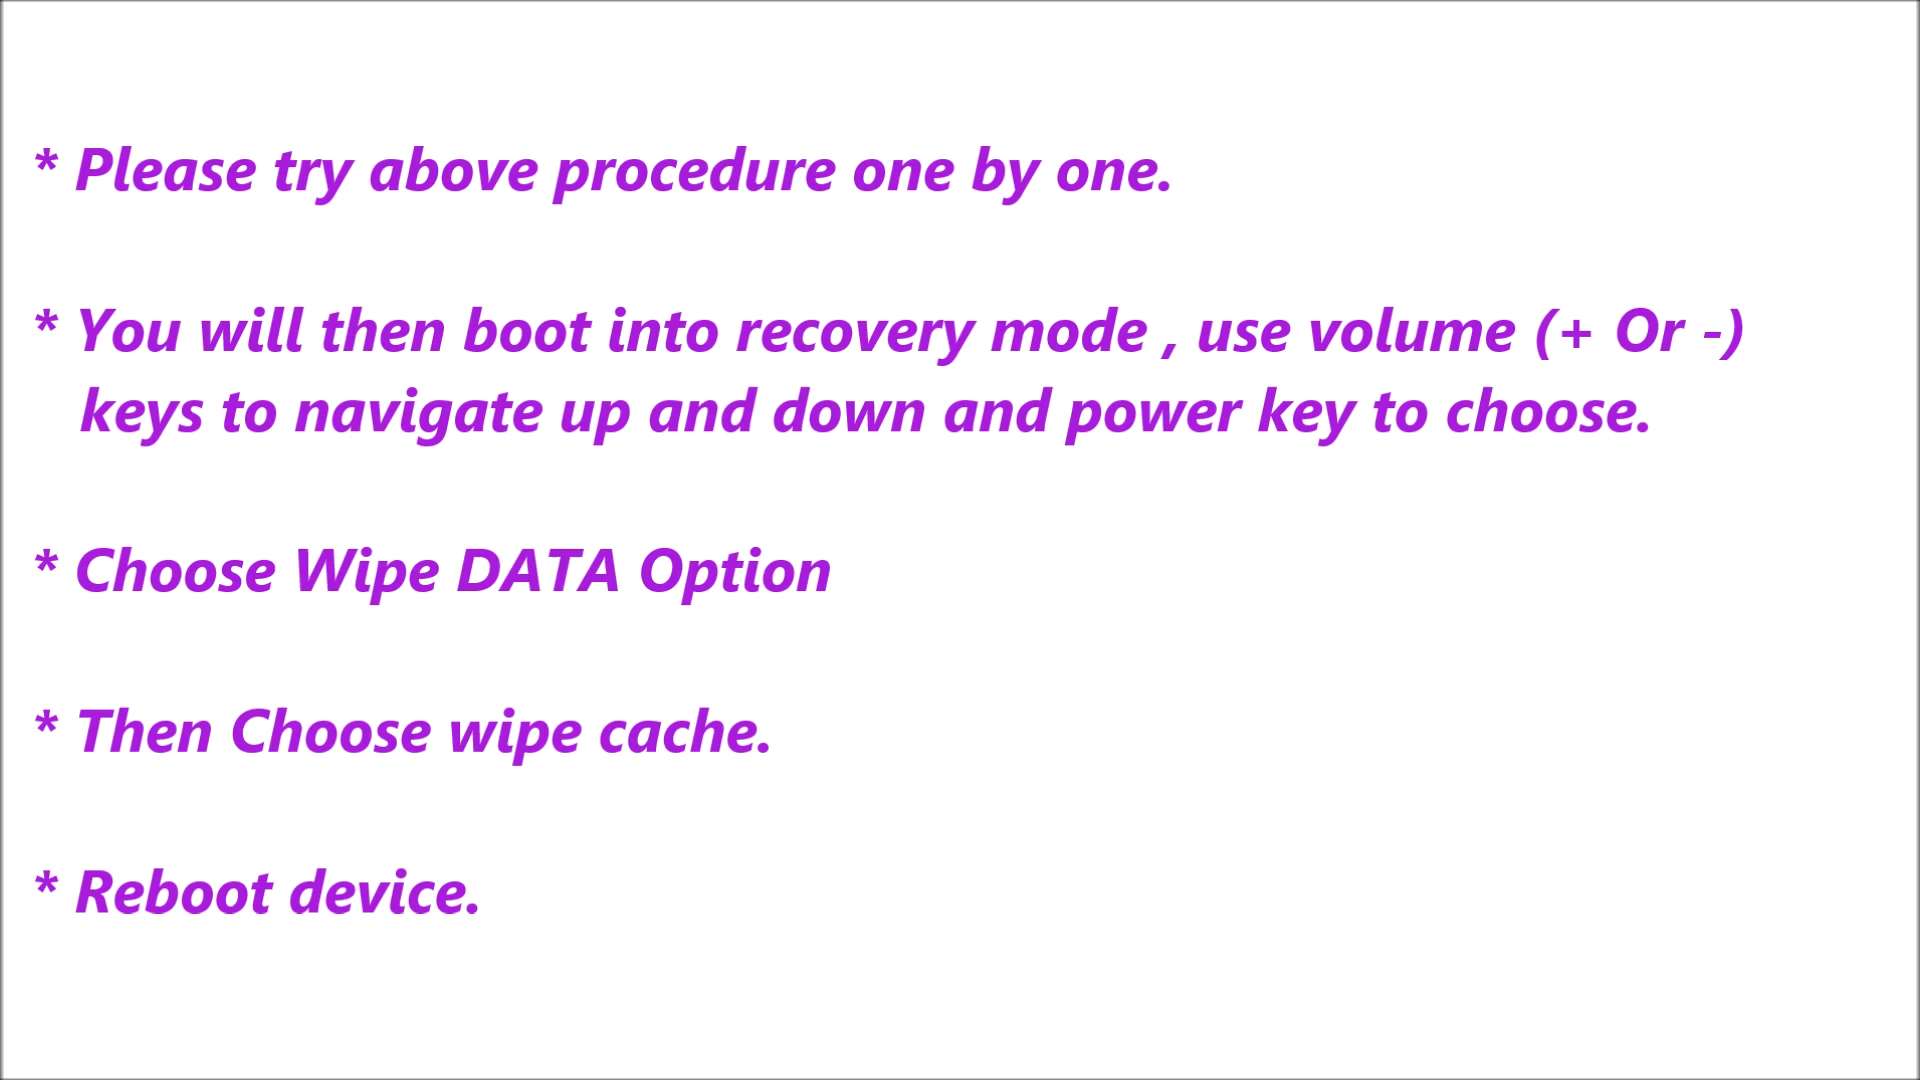 * Please try above procedure one by one.
* You will then boot into recovery mode , use volume (+ Or -)
keys to navigate up and down and power key to choose.
* Choose Wipe DATA Option
* Then Choose wipe cache.
* Reboot device.